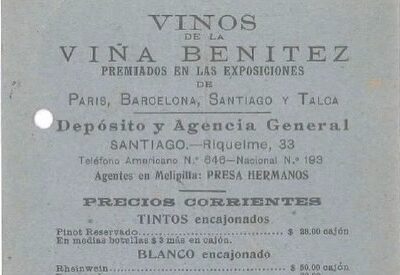 VINOS
DE LA
VIÑA BENITEZ
PREMIADOS EN LAS EXPOSICIONES
DE
PARIS, BARCELONA, SANTIAGO Y TALCA
Depósito y Agencia General
SANTIAGO.—Riquelme, 33
Teléfono Americano N.º 646—Nacional N.º 193
Agentes en Melipilla: PRESA HERMANOS
PRECIOS CORRIENTES
TINTOS encajonados
Pinot Reservado $ 28.00 cajón
En medias botellas $ 3 más en cajón.
BLANCO encajonado
Rheinwein $ 50.00 cajón